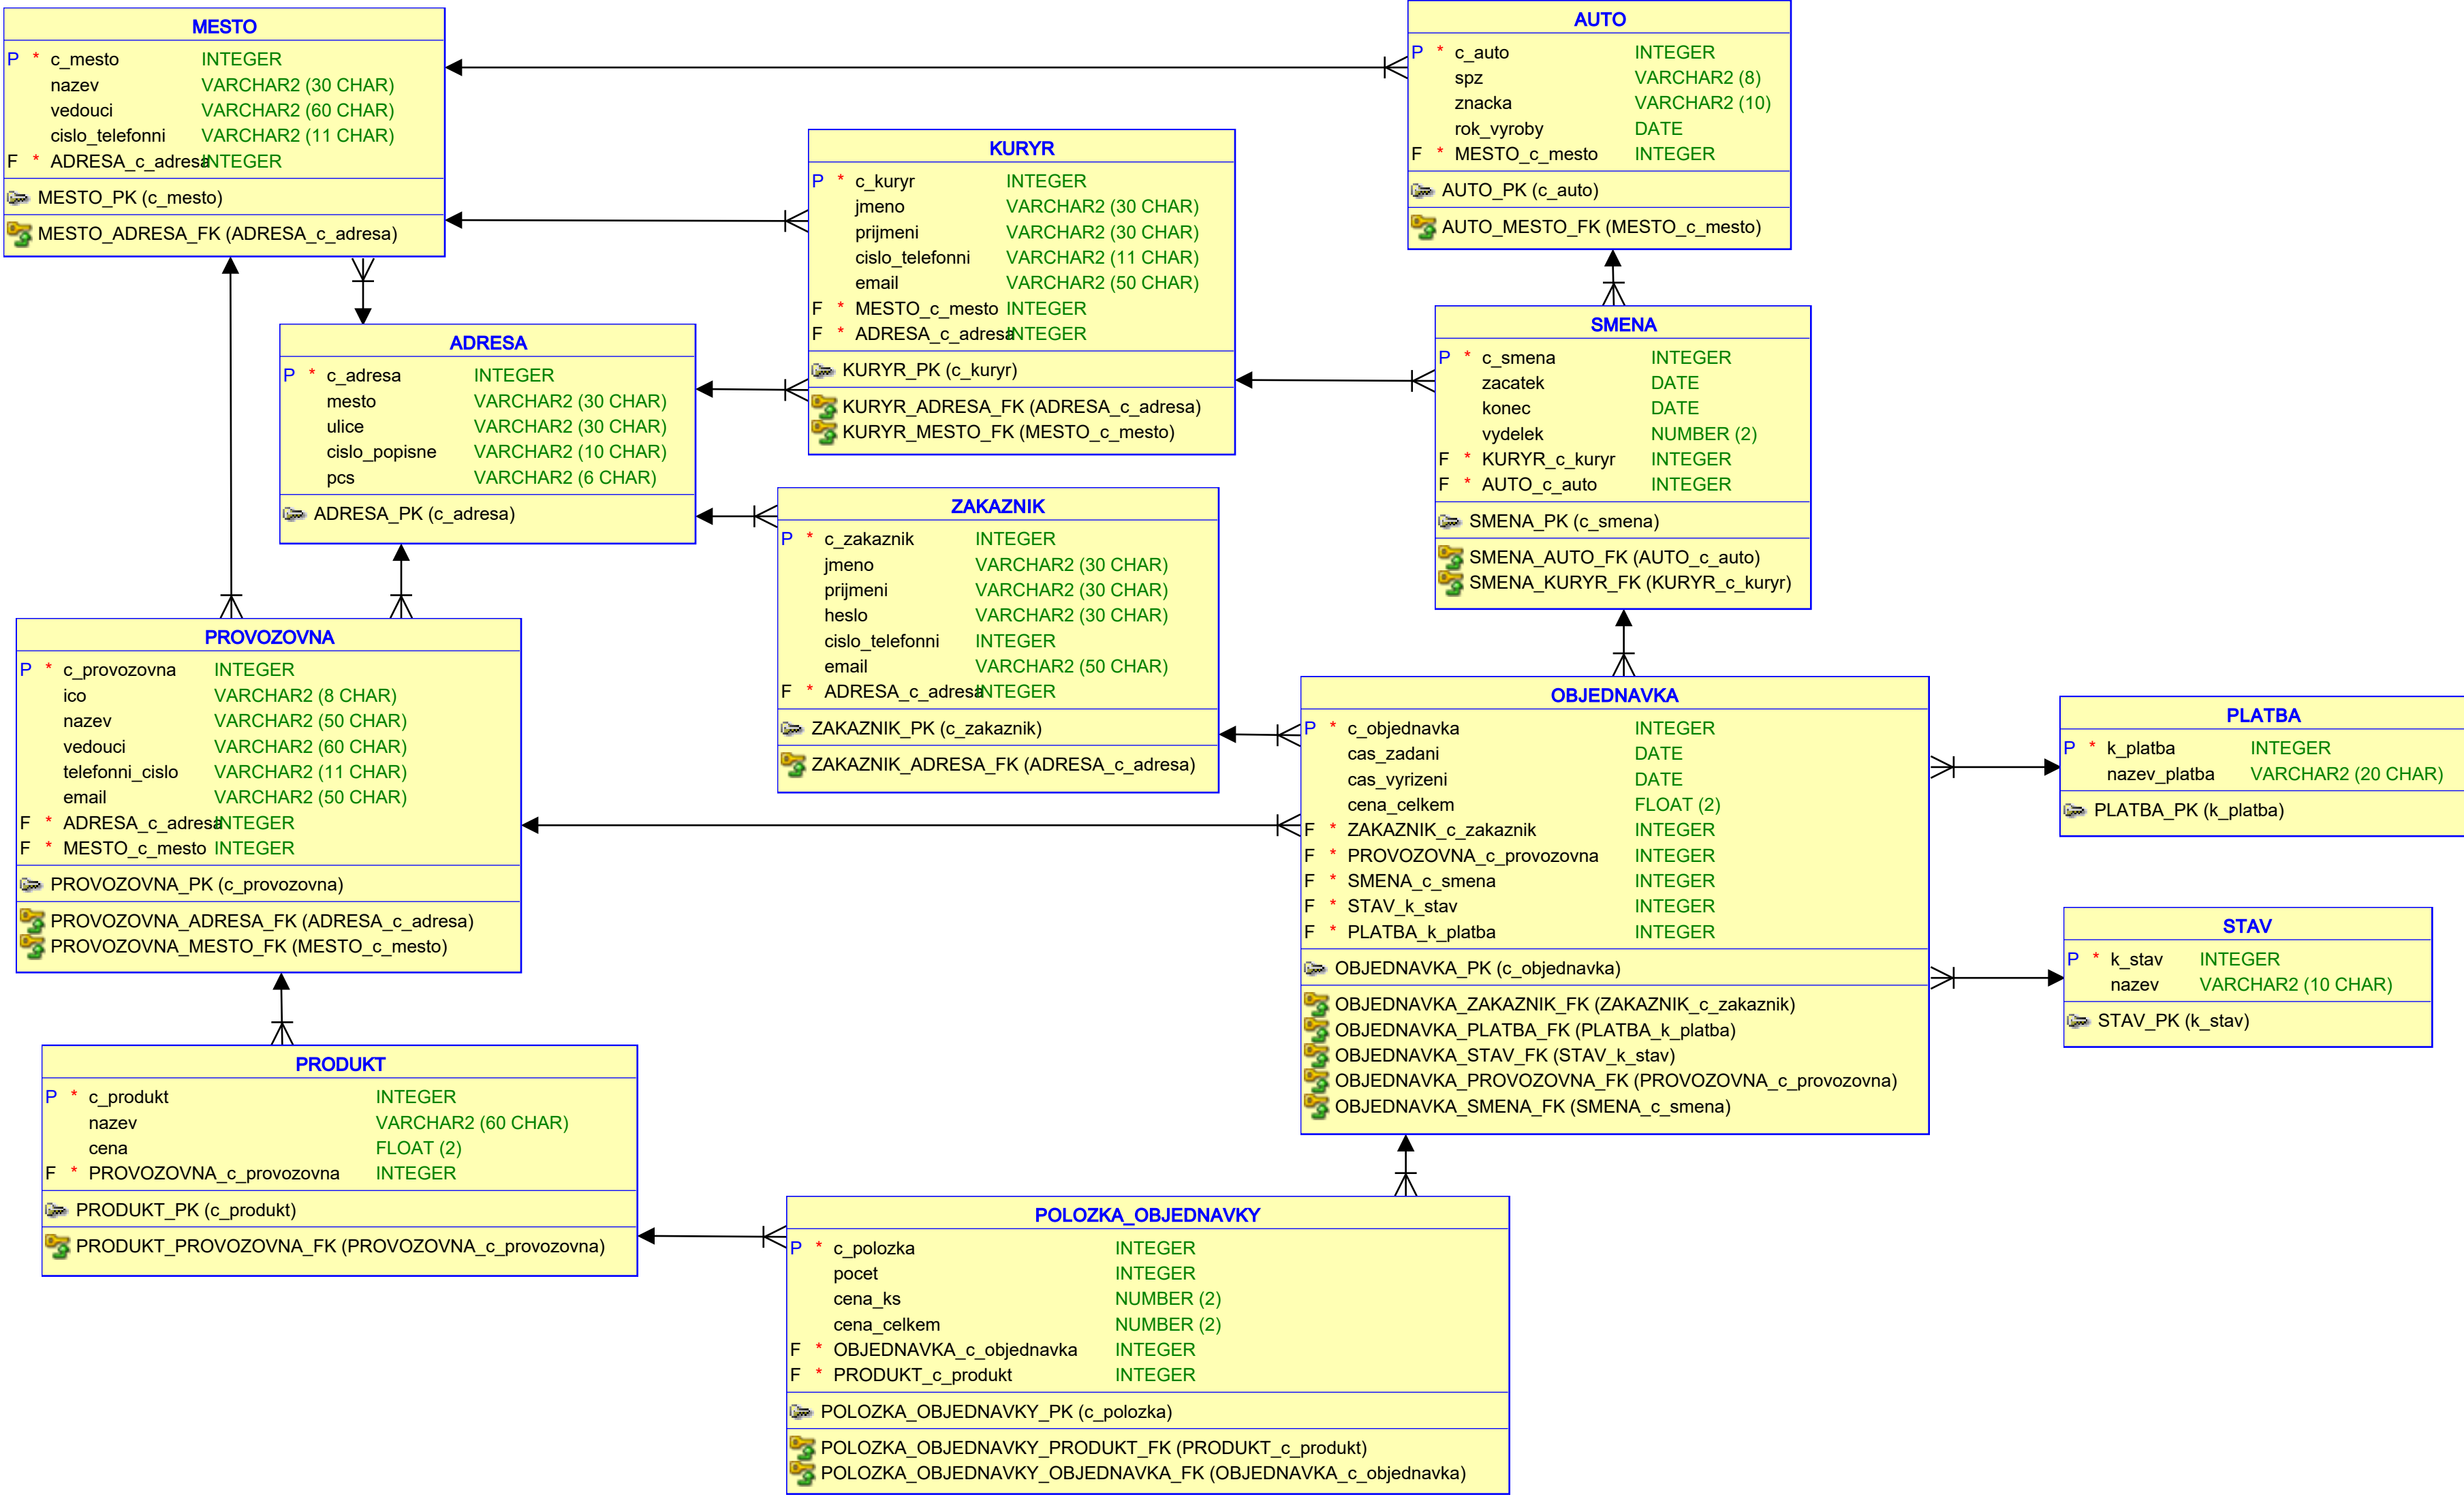 MESTO
P * c_mesto INTEGER
nazev VARCHAR2 (30 CHAR)
vedouci VARCHAR2 (60 CHAR)
cislo_telefonni VARCHAR2 (11 CHAR)
F * ADRESA_c_adresa INTEGER
MESTO_PK (c_mesto)
MESTO_ADRESA_FK (ADRESA_c_adresa)
AUTO
P * c_auto INTEGER
spz VARCHAR2 (8)
znacka VARCHAR2 (10)
rok_vyroby DATE
F * MESTO_c_mesto INTEGER
AUTO_PK (c_auto)
AUTO_MESTO_FK (MESTO_c_mesto)
KURYR
P * c_kuryr INTEGER
jmeno VARCHAR2 (30 CHAR)
prijmeni VARCHAR2 (30 CHAR)
cislo_telefonni VARCHAR2 (11 CHAR)
email VARCHAR2 (50 CHAR)
F * MESTO_c_mesto INTEGER
F * ADRESA_c_adresa INTEGER
KURYR_PK (c_kuryr)
KURYR_ADRESA_FK (ADRESA_c_adresa)
KURYR_MESTO_FK (MESTO_c_mesto)
ADRESA
P * c_adresa INTEGER
mesto VARCHAR2 (30 CHAR)
ulice VARCHAR2 (30 CHAR)
cislo_popisne VARCHAR2 (10 CHAR)
pcs VARCHAR2 (6 CHAR)
ADRESA_PK (c_adresa)
SMENA
P * c_smena INTEGER
zacatek DATE
konec DATE
vydelek NUMBER (2)
F * KURYR_c_kuryr INTEGER
F * AUTO_c_auto INTEGER
SMENA_PK (c_smena)
SMENA_AUTO_FK (AUTO_c_auto)
SMENA_KURYR_FK (KURYR_c_kuryr)
ZAKAZNIK
P * c_zakaznik INTEGER
jmeno VARCHAR2 (30 CHAR)
prijmeni VARCHAR2 (30 CHAR)
heslo VARCHAR2 (30 CHAR)
cislo_telefonni INTEGER
email VARCHAR2 (50 CHAR)
F * ADRESA_c_adresa INTEGER
ZAKAZNIK_PK (c_zakaznik)
ZAKAZNIK_ADRESA_FK (ADRESA_c_adresa)
PROVOZOVNA
P * c_provozovna INTEGER
ico VARCHAR2 (8 CHAR)
nazev VARCHAR2 (50 CHAR)
vedouci VARCHAR2 (60 CHAR)
telefonni_cislo VARCHAR2 (11 CHAR)
email VARCHAR2 (50 CHAR)
F * ADRESA_c_adresa INTEGER
F * MESTO_c_mesto INTEGER
PROVOZOVNA_PK (c_provozovna)
PROVOZOVNA_ADRESA_FK (ADRESA_c_adresa)
PROVOZOVNA_MESTO_FK (MESTO_c_mesto)
OBJEDNAVKA
P * c_objednavka INTEGER
cas_zadani DATE
cas_vyrizeni DATE
cena_celkem FLOAT (2)
F * ZAKAZNIK_c_zakaznik INTEGER
F * PROVOZOVNA_c_provozovna INTEGER
F * SMENA_c_smena INTEGER
F * STAV_k_stav INTEGER
F * PLATBA_k_platba INTEGER
OBJEDNAVKA_PK (c_objednavka)
OBJEDNAVKA_ZAKAZNIK_FK (ZAKAZNIK_c_zakaznik)
OBJEDNAVKA_PLATBA_FK (PLATBA_k_platba)
OBJEDNAVKA_STAV_FK (STAV_k_stav)
OBJEDNAVKA_PROVOZOVNA_FK (PROVOZOVNA_c_provozovna)
OBJEDNAVKA_SMENA_FK (SMENA_c_smena)
PLATBA
P * k_platba INTEGER
nazev_platba VARCHAR2 (20 CHAR)
PLATBA_PK (k_platba)
STAV
P * k_stav INTEGER
nazev VARCHAR2 (10 CHAR)
STAV_PK (k_stav)
PRODUKT
P * c_produkt INTEGER
nazev VARCHAR2 (60 CHAR)
cena FLOAT (2)
F * PROVOZOVNA_c_provozovna INTEGER
PRODUKT_PK (c_produkt)
PRODUKT_PROVOZOVNA_FK (PROVOZOVNA_c_provozovna)
POLOZKA_OBJEDNAVKY
P * c_polozka INTEGER
pocet INTEGER
cena_ks NUMBER (2)
cena_celkem NUMBER (2)
F * OBJEDNAVKA_c_objednavka INTEGER
F * PRODUKT_c_produkt INTEGER
POLOZKA_OBJEDNAVKY_PK (c_polozka)
POLOZKA_OBJEDNAVKY_PRODUKT_FK (PRODUKT_c_produkt)
POLOZKA_OBJEDNAVKY_OBJEDNAVKA_FK (OBJEDNAVKA_c_objednavka)